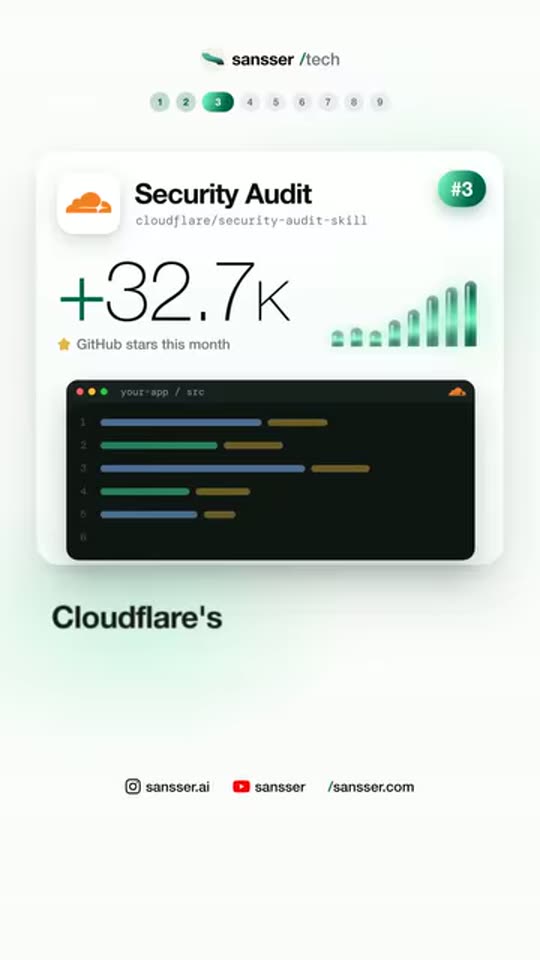 sansser /tech
1 2 3 4 5 6 7 8 9
Security Audit
#3
cloudflare/security-audit-skill
+32.7K
GitHub stars this month
your-app / src
1
2
3
4
5
6
Cloudflare's
sansser.ai sansser /sansser.com